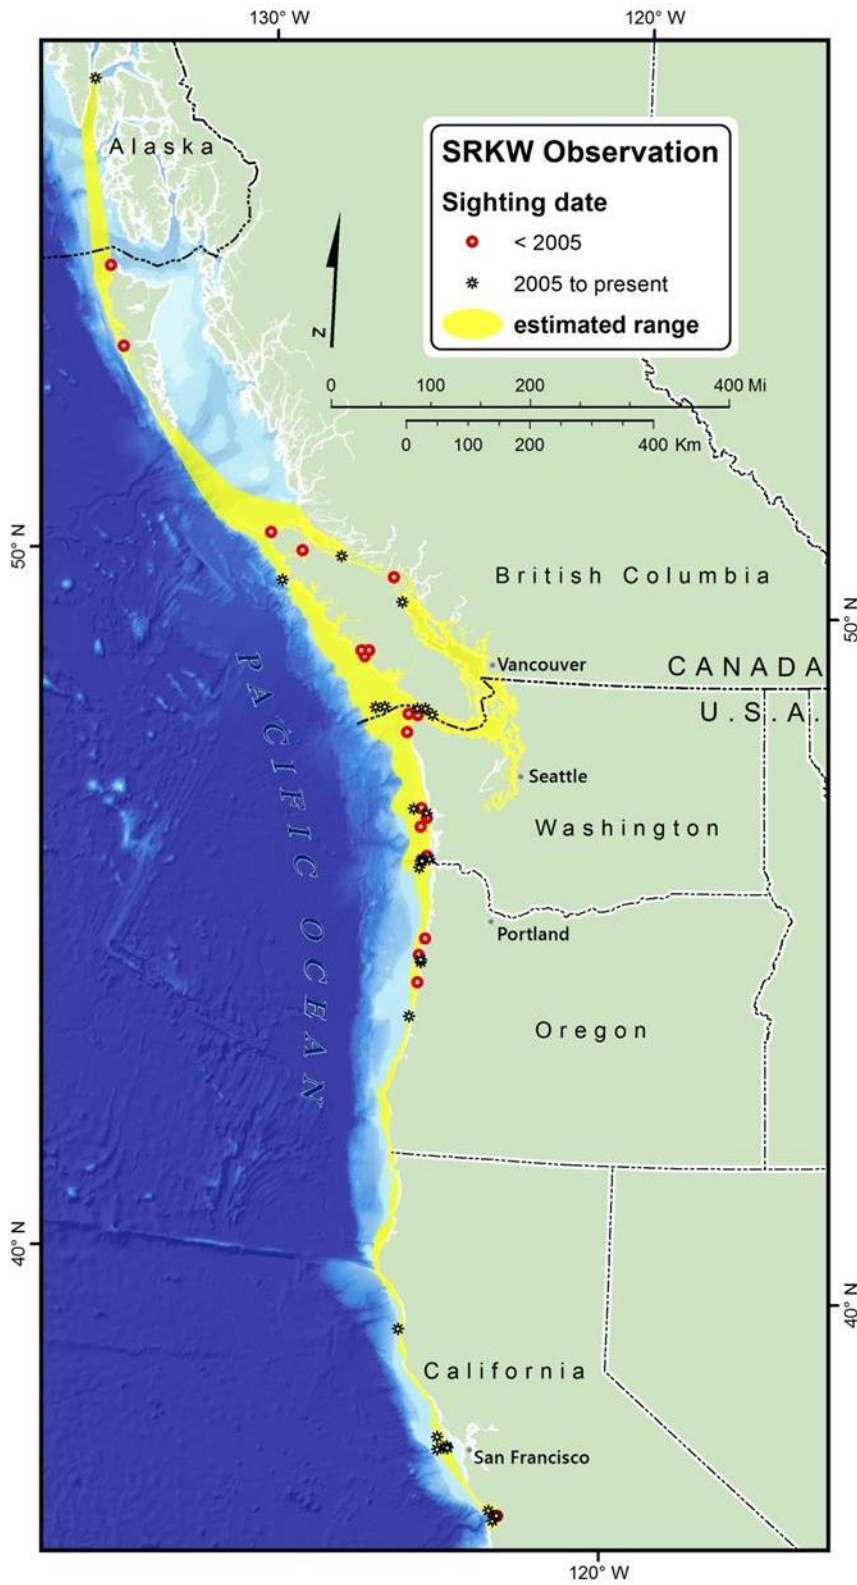 130° W
120° W
Alaska
SRKW Observation
Sighting date
< 2005
2005 to present
estimated range
N
0 100 200 400 Mi
0 100 200 400 Km
50° N
50° N
British Columbia
Vancouver
CANADA
U.S.A.
PACIFIC OCEAN
Seattle
Washington
Portland
Oregon
40° N
40° N
California
San Francisco
120° W